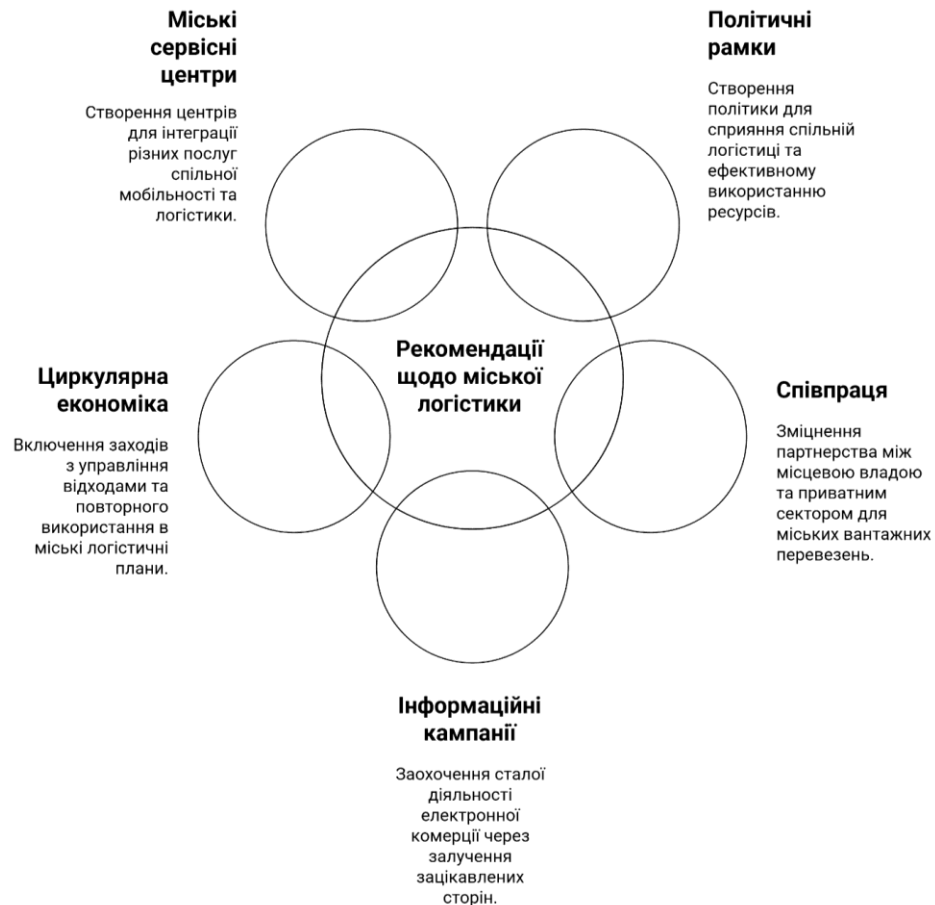 Міські
сервісні
центри
Створення центрів
для інтеграції
різних послуг
спільної
мобільності та
логістики.
Політичні
рамки
Створення
політики для
сприяння спільній
логістиці та
ефективному
використанню
ресурсів.
Рекомендації
щодо міської
логістики
Циркулярна
економіка
Включення заходів
з управління
відходами та
повторного
використання в
міські логістичні
плани.
Співпраця
Зміцнення
партнерства між
місцевою владою
та приватним
сектором для
міських вантажних
перевезень.
Інформаційні
кампанії
Заохочення сталої
діяльності
електронної
комерції через
залучення
зацікавлених
сторін.